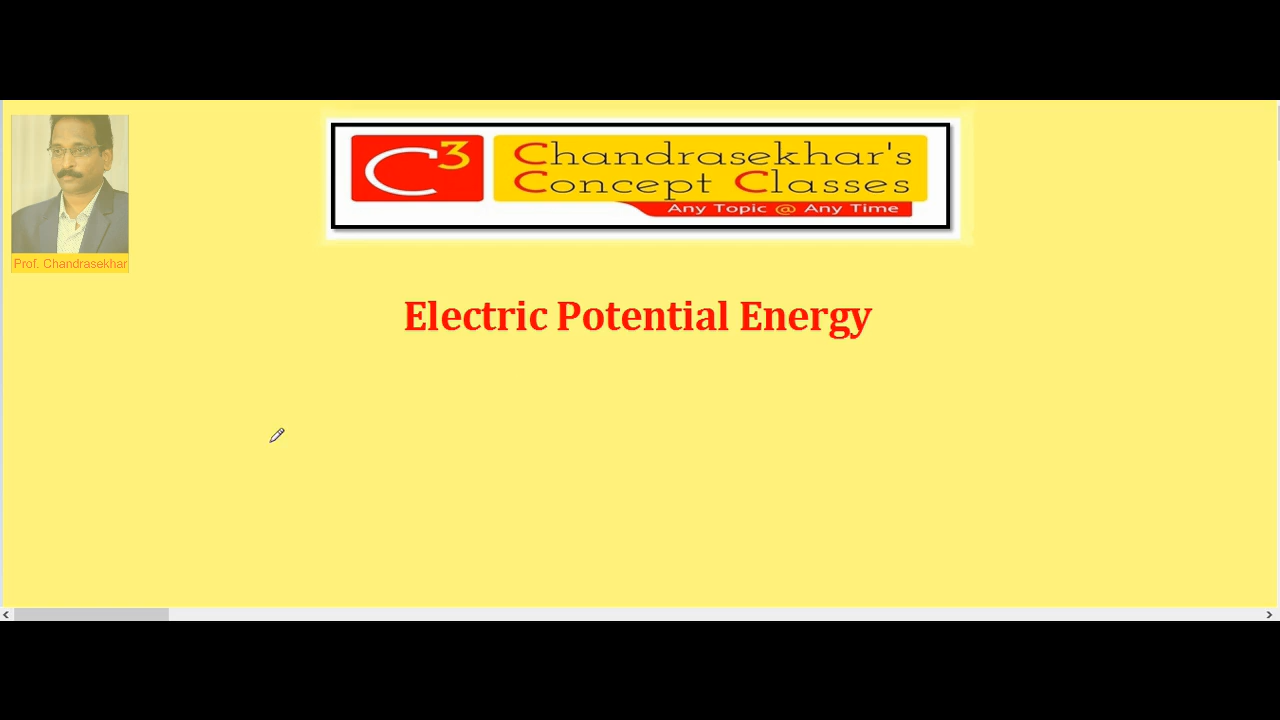 C3
Chandrasekhar's
Concept Classes
Any Topic @ Any Time
Prof. Chandrasekhar
Electric Potential Energy